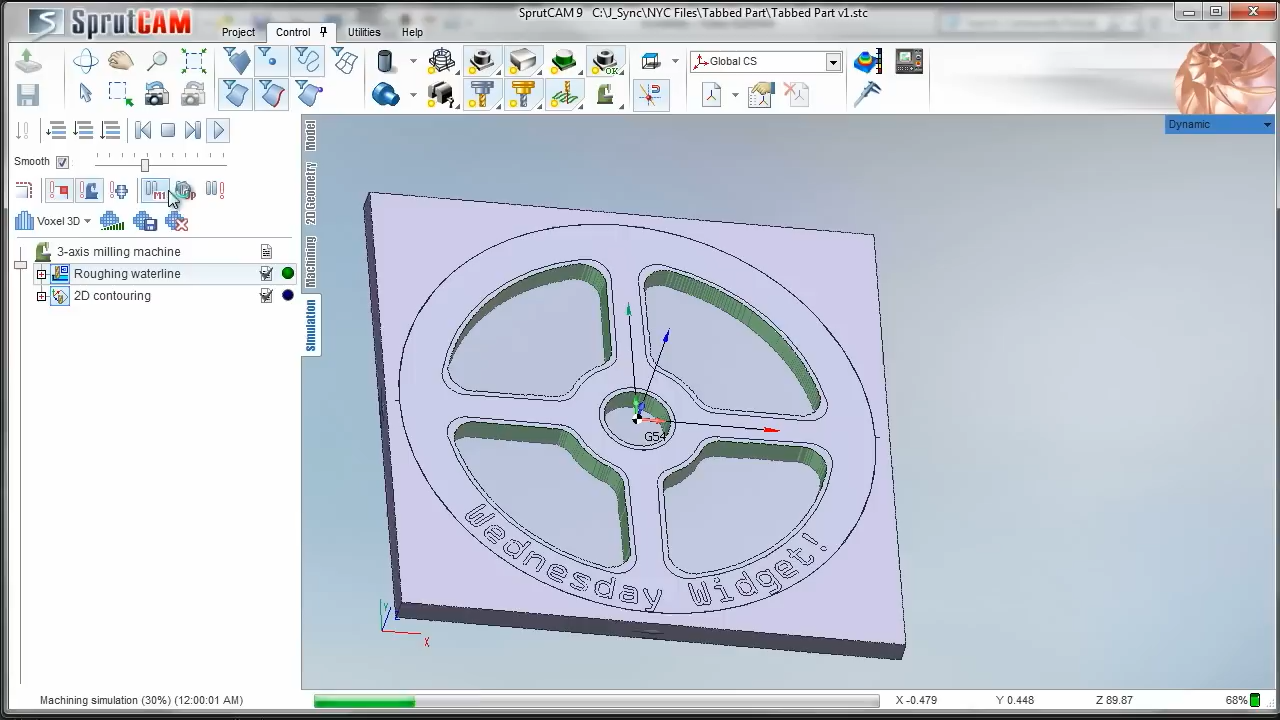 SprutCAM
SprutCAM 9 C:\J_Sync\NYC Files\Tabbed Part\Tabbed Part v1.stc
Project Control Utilities Help
Global CS
Dynamic
Smooth
M1
Voxel 3D
3-axis milling machine
Roughing waterline
2D contouring
Model
2D Geometry
Machining
Simulation
G54
Wednesday Widget!
Y
Z
X
Machining simulation (30%) (12:00:01 AM)
X -0.479 Y 0.448 Z 89.87 68%